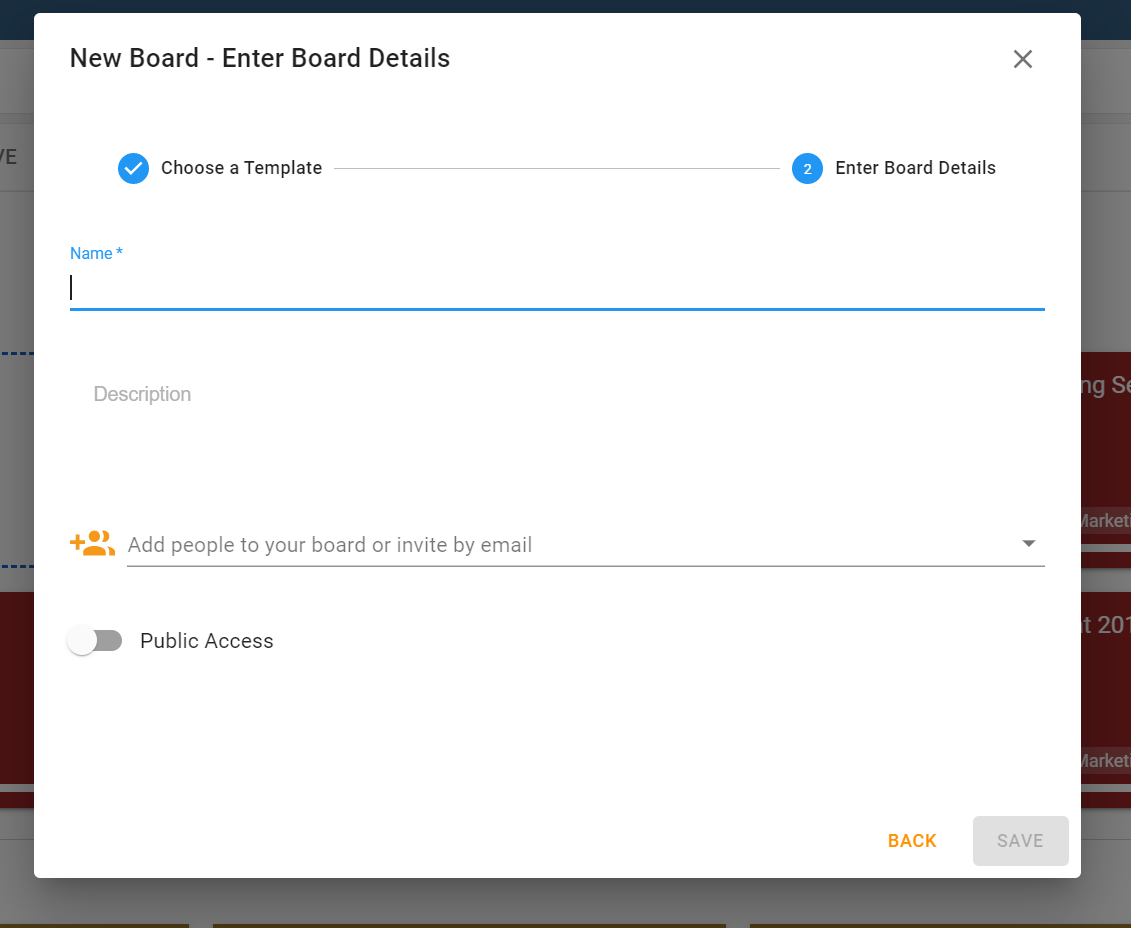 New Board - Enter Board Details
VE
Choose a Template
2
Enter Board Details
Name *
Description
Add people to your board or invite by email
Public Access
BACK
SAVE
ng Se
Marketi
t 201
Marketi